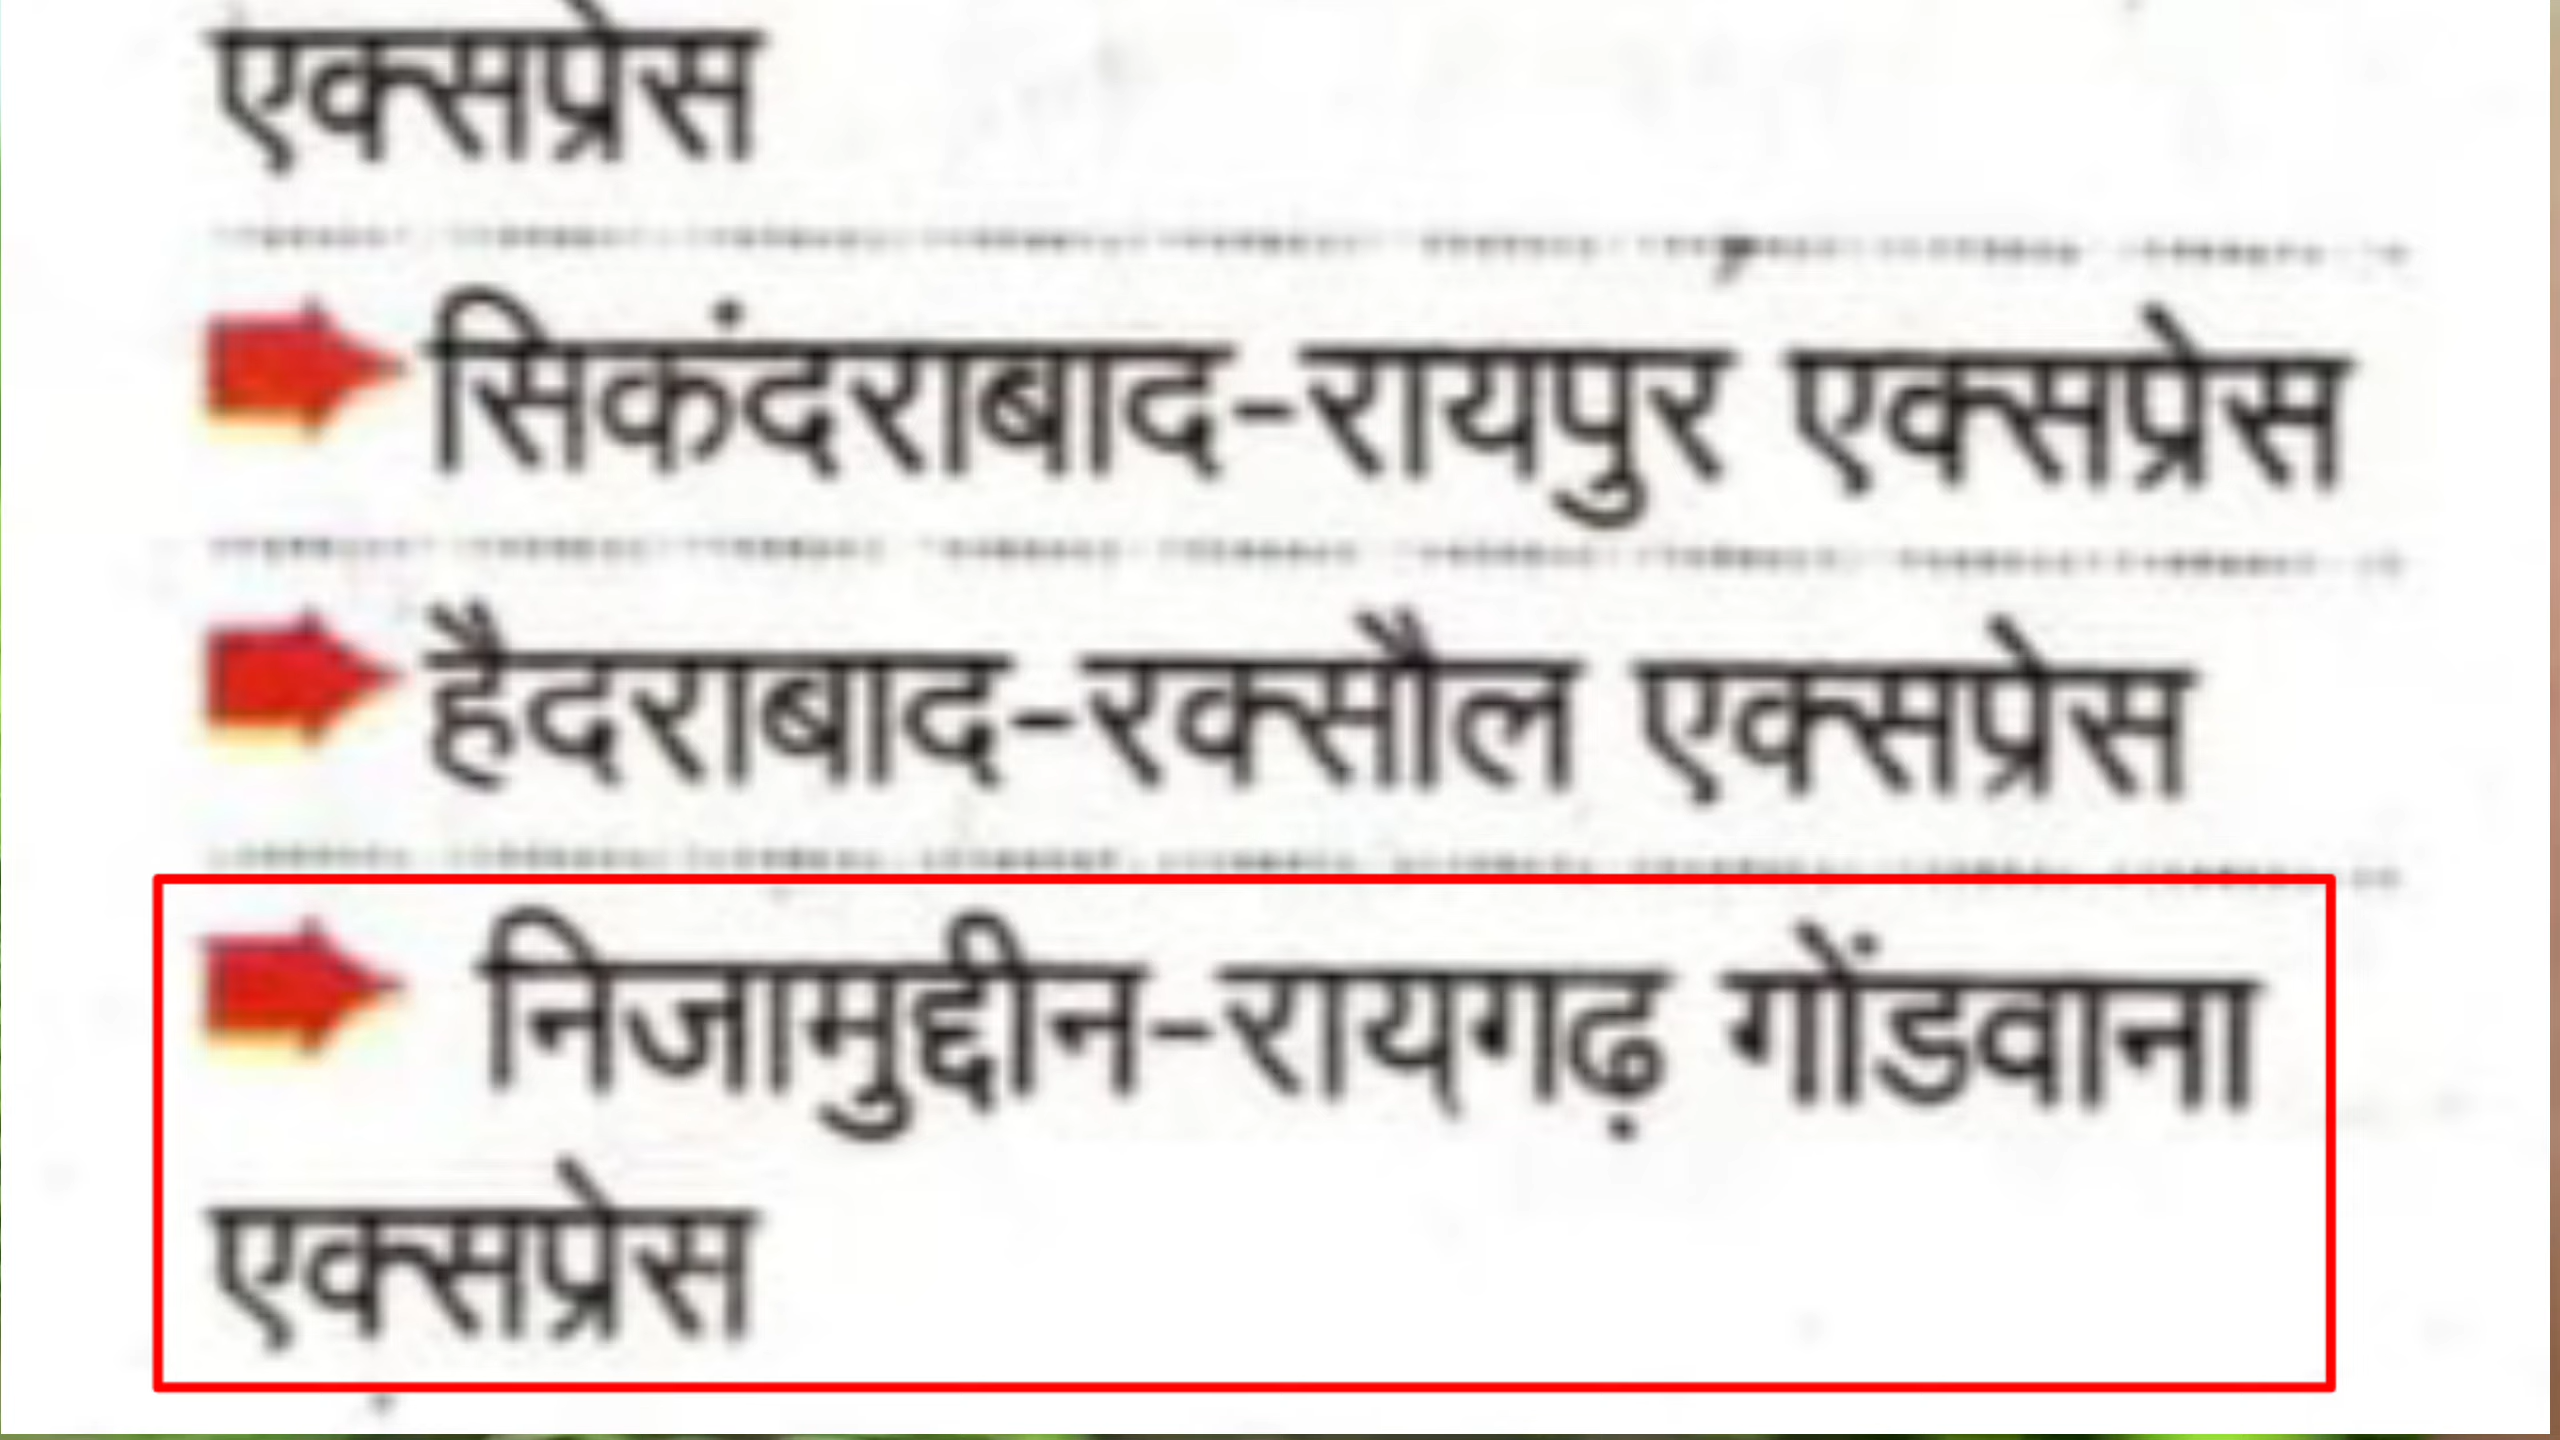 एक्सप्रेस
सिकंदराबाद-रायपुर एक्सप्रेस
हैदराबाद-रक्सौल एक्सप्रेस
निजामुद्दीन-रायगढ़ गोंडवाना
एक्सप्रेस